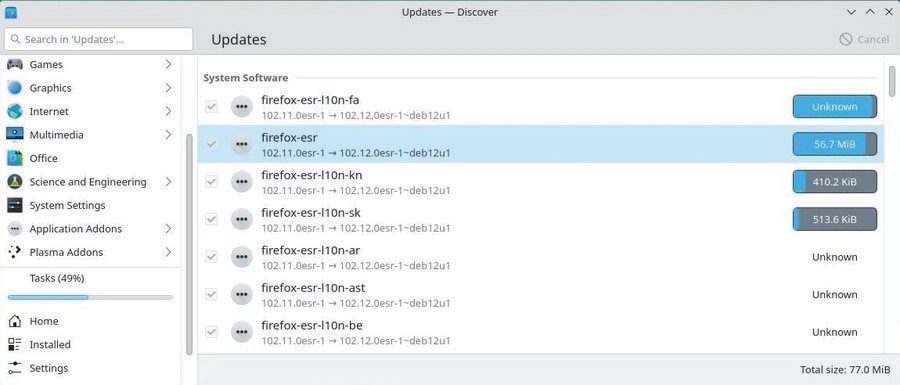 Updates — Discover
Search in 'Updates'...
Updates
Cancel
Games
Graphics
Internet
Multimedia
Office
Science and Engineering
System Settings
Application Addons
Plasma Addons
Tasks (49%)
Home
Installed
Settings
System Software
firefox-esr-l10n-fa
102.11.0esr-1 → 102.12.0esr-1~deb12u1
Unknown
firefox-esr
102.11.0esr-1 → 102.12.0esr-1~deb12u1
56.7 MiB
firefox-esr-l10n-kn
102.11.0esr-1 → 102.12.0esr-1~deb12u1
410.2 KiB
firefox-esr-l10n-sk
102.11.0esr-1 → 102.12.0esr-1~deb12u1
513.6 KiB
firefox-esr-l10n-ar
102.11.0esr-1 → 102.12.0esr-1~deb12u1
Unknown
firefox-esr-l10n-ast
102.11.0esr-1 → 102.12.0esr-1~deb12u1
Unknown
firefox-esr-l10n-be
102.11.0esr-1 → 102.12.0esr-1~deb12u1
Unknown
Total size: 77.0 MiB